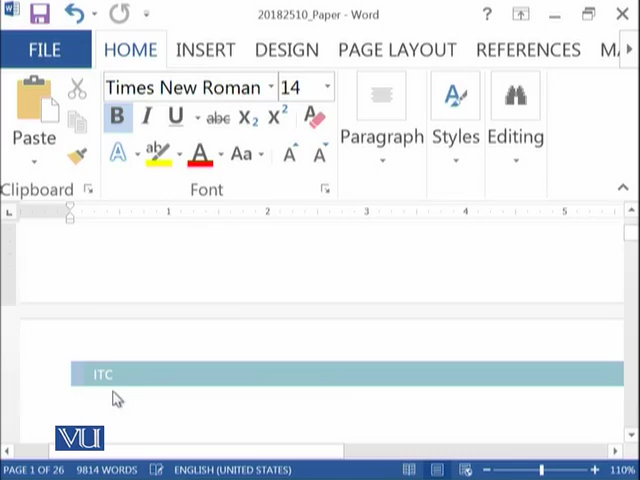 20182510_Paper - Word
FILE HOME INSERT DESIGN PAGE LAYOUT REFERENCES MA
Times New Roman 14
Paste
B I U abc X2 X2
A ab A Aa A A
Paragraph Styles Editing
Clipboard Font
1 2 3 4 5
ITC
VU
PAGE 1 OF 26 9814 WORDS ENGLISH (UNITED STATES) 110%